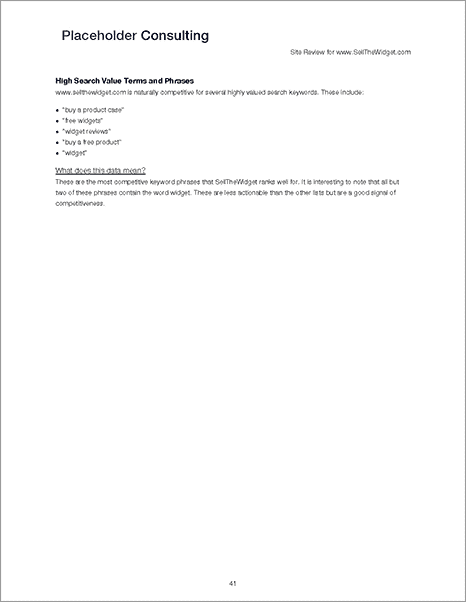 Placeholder Consulting
Site Review for www.SellTheWidget.com
High Search Value Terms and Phrases
www.sellthewidget.com is naturally competitive for several highly valued search keywords. These include:
• "buy a product case"
• "free widgets"
• "widget reviews"
• "buy a free product"
• "widget"
What does this data mean?
These are the most competitive keyword phrases that SellTheWidget ranks well for. It is interesting to note that all but
two of these phrases contain the word widget. These are less actionable than the other lists but are a good signal of
competitiveness.
41